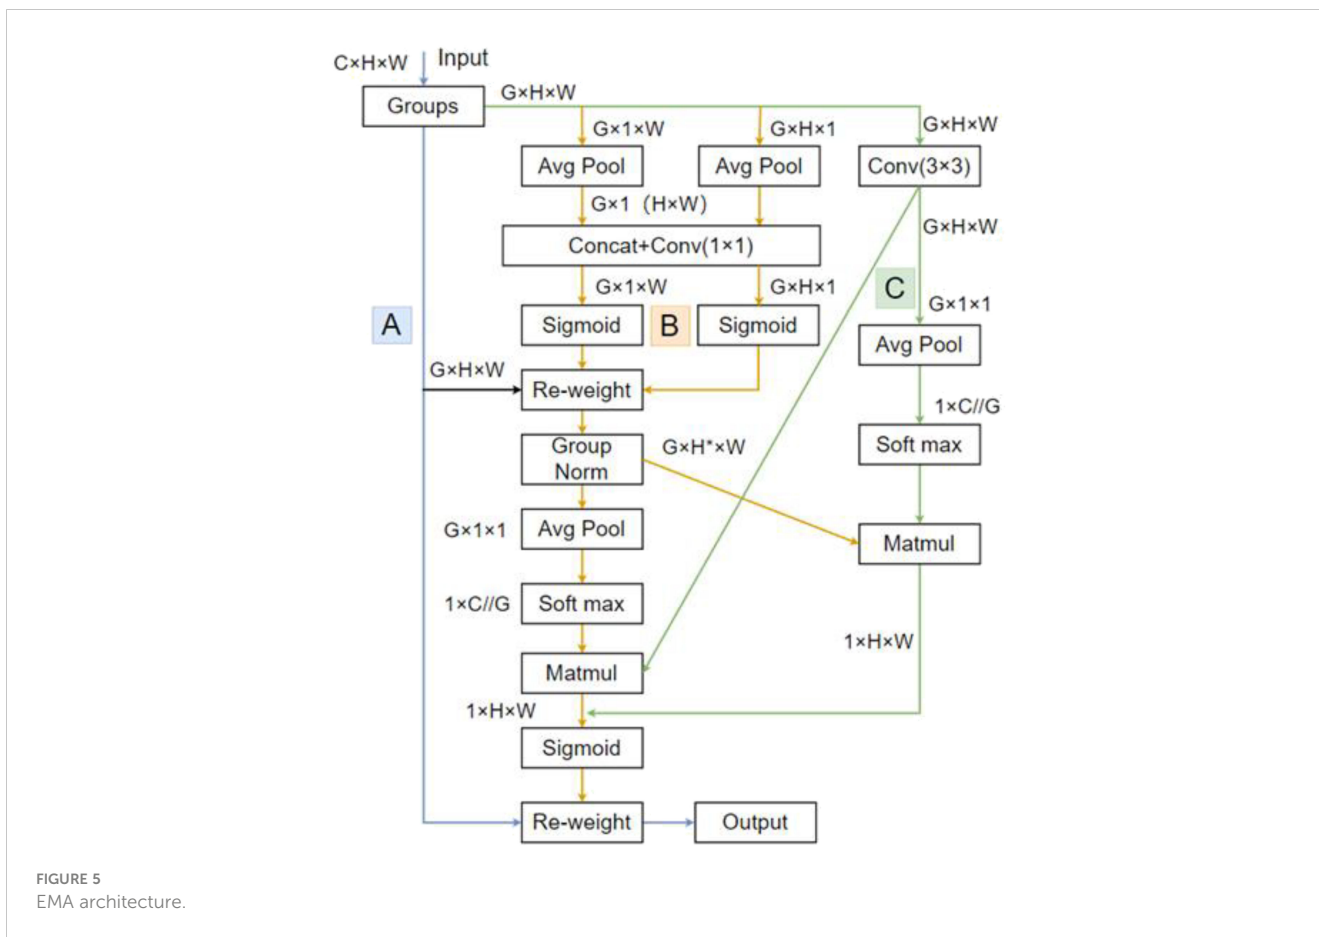 C×H×W
Input
Groups
G×H×W
G×1×W
G×H×1
G×H×W
Avg Pool
Avg Pool
Conv(3×3)
G×1 (H×W)
G×H×W
Concat+Conv(1×1)
G×1×W
G×H×1
C
G×1×1
A
Sigmoid
B
Sigmoid
Avg Pool
G×H×W
Re-weight
1×C//G
Group
Norm
G×H*×W
Soft max
G×1×1
Avg Pool
Matmul
1×C//G
Soft max
1×H×W
Matmul
1×H×W
Sigmoid
Re-weight
Output
FIGURE 5
EMA architecture.